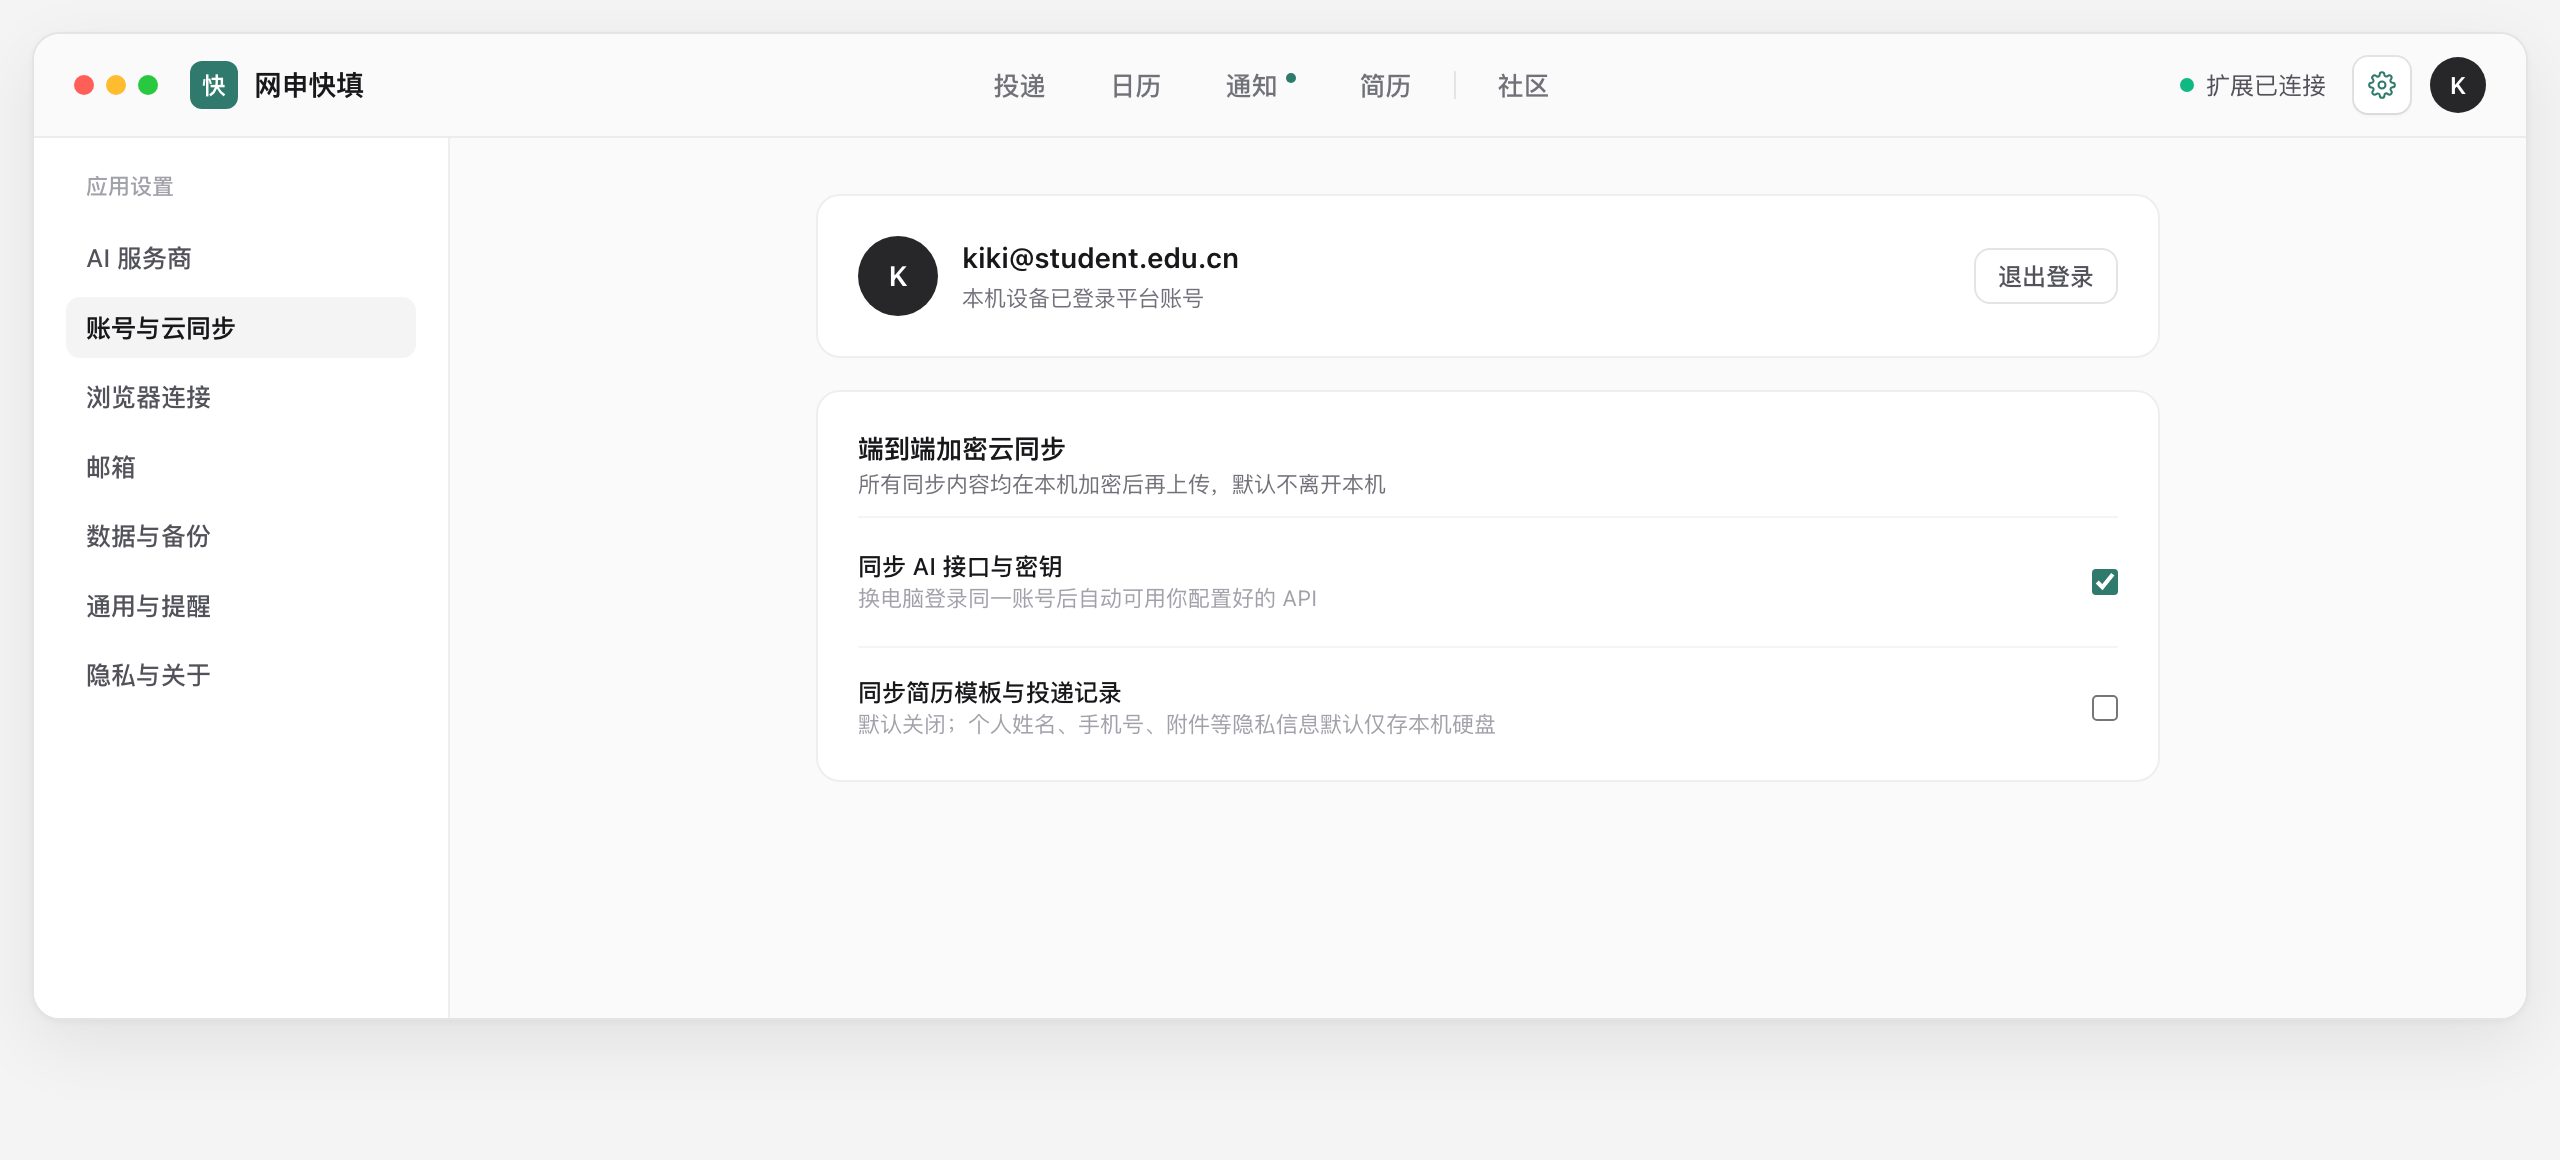 快 网申快填
投递 日历 通知 简历 社区
扩展已连接 K
应用设置
AI 服务商
账号与云同步
浏览器连接
邮箱
数据与备份
通用与提醒
隐私与关于
K
kiki@student.edu.cn
本机设备已登录平台账号
退出登录
端到端加密云同步
所有同步内容均在本机加密后再上传，默认不离开本机
同步 AI 接口与密钥
换电脑登录同一账号后自动可用你配置好的 API
同步简历模板与投递记录
默认关闭；个人姓名、手机号、附件等隐私信息默认仅存本机硬盘